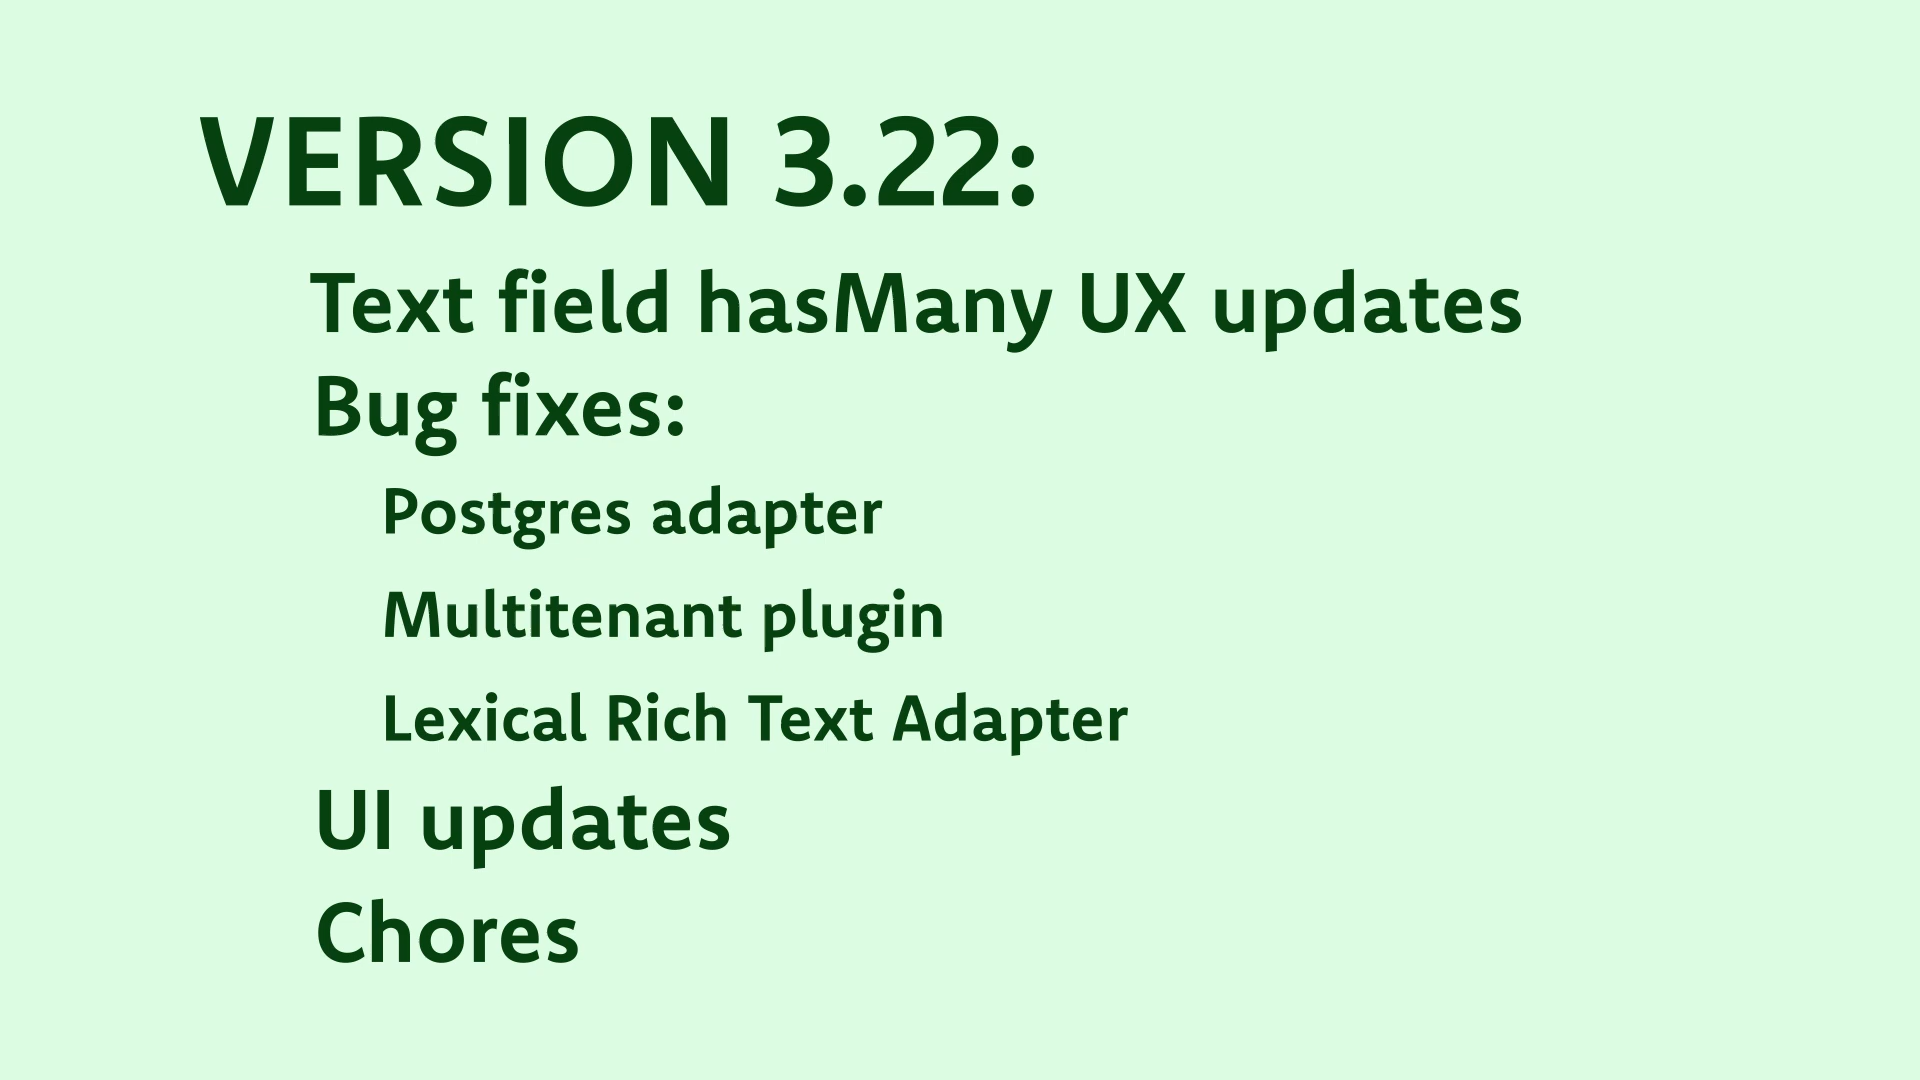 VERSION 3.22:
Text field hasMany UX updates
Bug fixes:
Postgres adapter
Multitenant plugin
Lexical Rich Text Adapter
UI updates
Chores